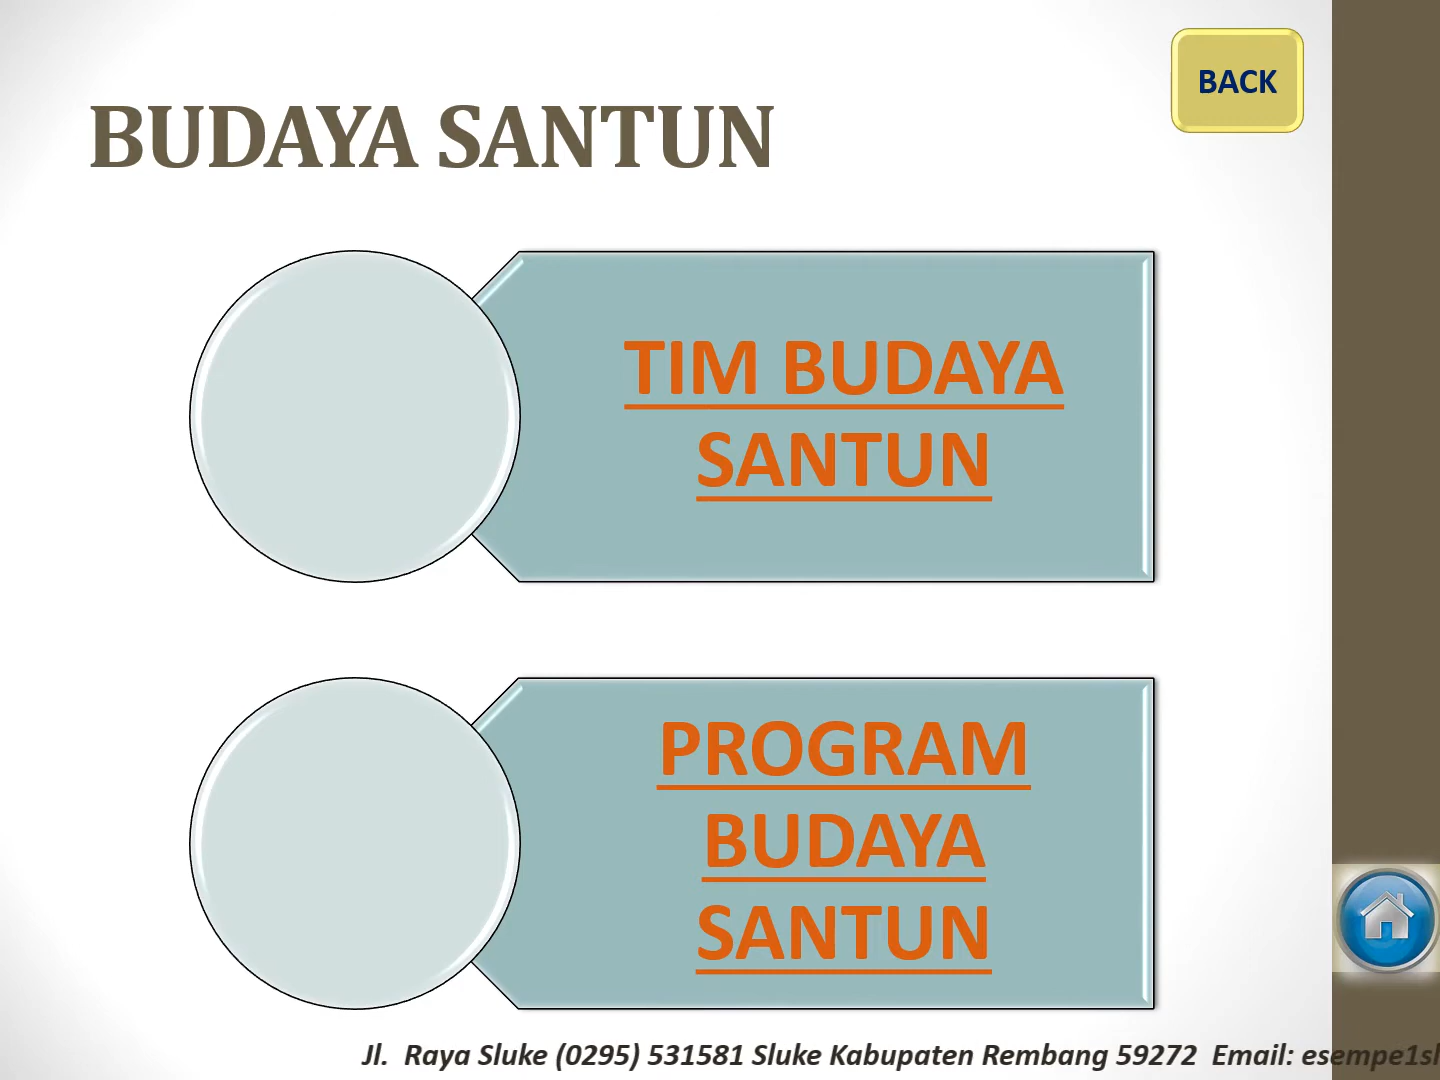 BACK
BUDAYA SANTUN
TIM BUDAYA
SANTUN
PROGRAM
BUDAYA
SANTUN
Jl. Raya Sluke (0295) 531581 Sluke Kabupaten Rembang 59272 Email: